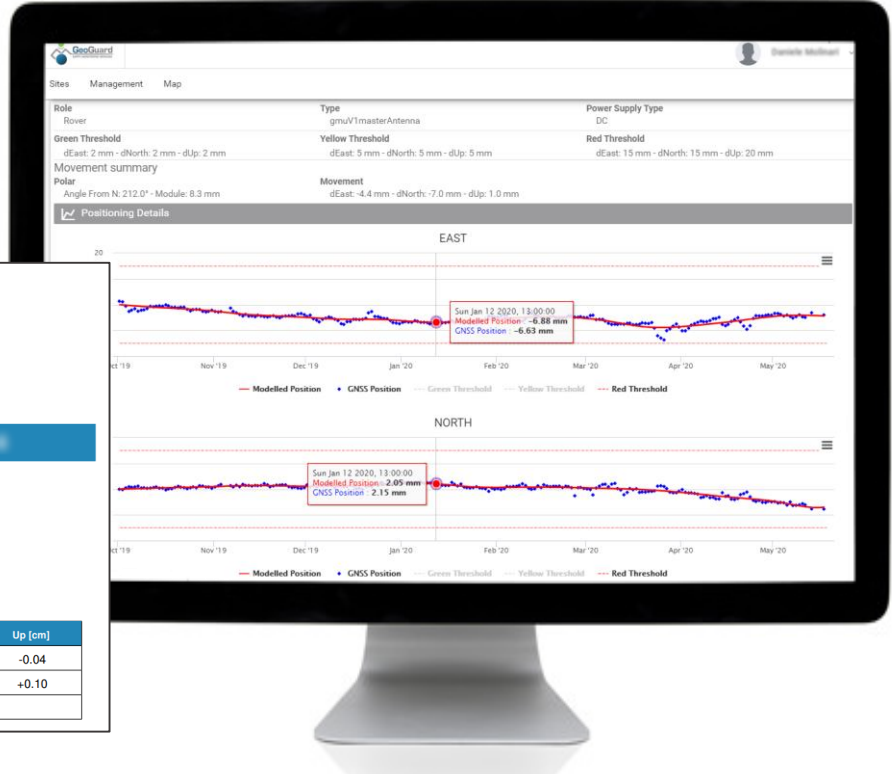 GeoGuard
Sites Management Map
Role Type Power Supply Type
Rover gmuV1masterAntenna DC
Green Threshold Yellow Threshold Red Threshold
dEast: 2 mm - dNorth: 2 mm - dUp: 2 mm dEast: 5 mm - dNorth: 5 mm - dUp: 5 mm dEast: 15 mm - dNorth: 15 mm - dUp: 20 mm
Movement summary
Polar Movement
Angle From N: 212.0° - Module: 8.3 mm dEast: -4.4 mm - dNorth: -7.0 mm - dUp: 1.0 mm
Positioning Details
EAST
20
Sun Jan 12 2020, 13:00:00
Modelled Position : -6.88 mm
GNSS Position : -6.63 mm
ct '19 Nov '19 Dec '19 Jan '20 Feb '20 Mar '20 Apr '20 May '20
Modelled Position GNSS Position Green Threshold Yellow Threshold Red Threshold
NORTH
Sun Jan 12 2020, 13:00:00
Modelled Position : 2.05 mm
GNSS Position : 2.15 mm
ct '19 Nov '19 Dec '19 Jan '20 Feb '20 Mar '20 Apr '20 May '20
Modelled Position GNSS Position Green Threshold Yellow Threshold Red Threshold
Up [cm]
-0.04
+0.10